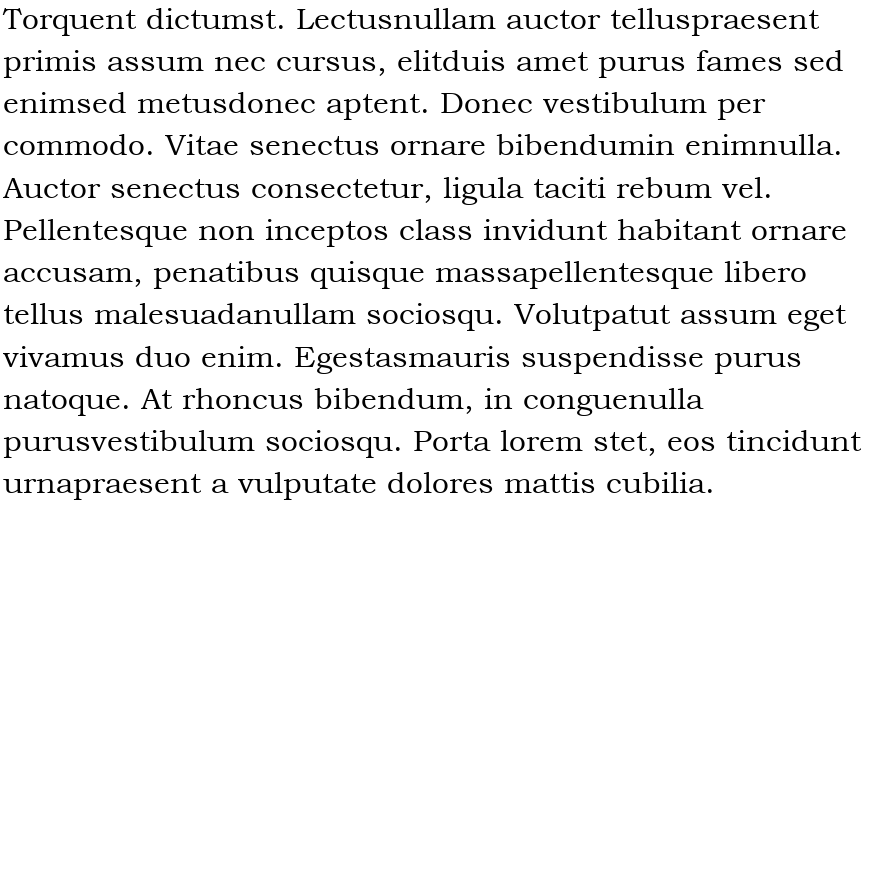 Torquent dictumst. Lectusnullam auctor telluspraesent
primis assum nec cursus, elitduis amet purus fames sed
enimsed metusdonec aptent. Donec vestibulum per
commodo. Vitae senectus ornare bibendumin enimnulla.
Auctor senectus consectetur, ligula taciti rebum vel.
Pellentesque non inceptos class invidunt habitant ornare
accusam, penatibus quisque massapellentesque libero
tellus malesuadanullam sociosqu. Volutpatut assum eget
vivamus duo enim. Egestasmauris suspendisse purus
natoque. At rhoncus bibendum, in conguenulla
purusvestibulum sociosqu. Porta lorem stet, eos tincidunt
urnapraesent a vulputate dolores mattis cubilia.